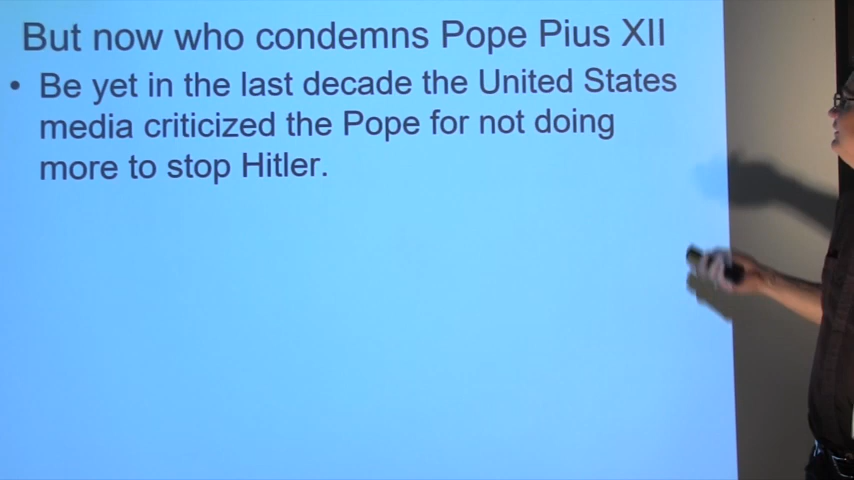 But now who condemns Pope Pius XII
• Be yet in the last decade the United States
media criticized the Pope for not doing
more to stop Hitler.